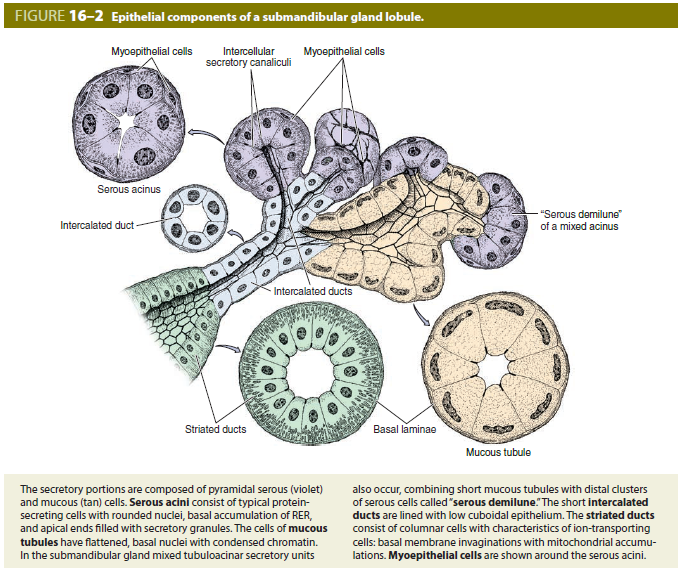 FIGURE 16–2 Epithelial components of a submandibular gland lobule.
Myoepithelial cells
Intercellular
secretory canaliculi
Myoepithelial cells
Serous acinus
Intercalated duct
"Serous demilune"
of a mixed acinus
Intercalated ducts
Striated ducts
Basal laminae
Mucous tubule
The secretory portions are composed of pyramidal serous (violet)
and mucous (tan) cells. Serous acini consist of typical protein-
secreting cells with rounded nuclei, basal accumulation of RER,
and apical ends filled with secretory granules. The cells of mucous
tubules have flattened, basal nuclei with condensed chromatin.
In the submandibular gland mixed tubuloacinar secretory units
also occur, combining short mucous tubules with distal clusters
of serous cells called "serous demilune." The short intercalated
ducts are lined with low cuboidal epithelium. The striated ducts
consist of columnar cells with characteristics of ion-transporting
cells: basal membrane invaginations with mitochondrial accumu-
lations. Myoepithelial cells are shown around the serous acini.